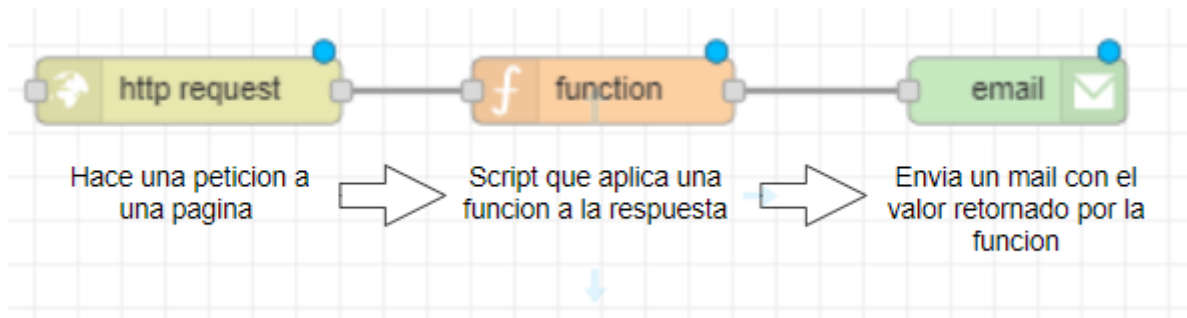 http request
function
email
Hace una peticion a
una pagina
Script que aplica una
funcion a la respuesta
Envia un mail con el
valor retornado por la
funcion